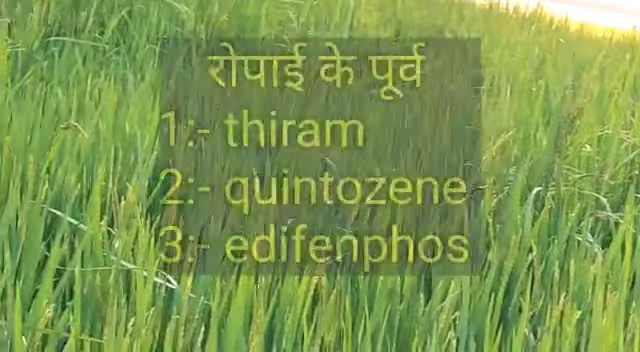 रोपाई के पूर्व
1:- thiram
2:- quintozene
3:- edifenphos